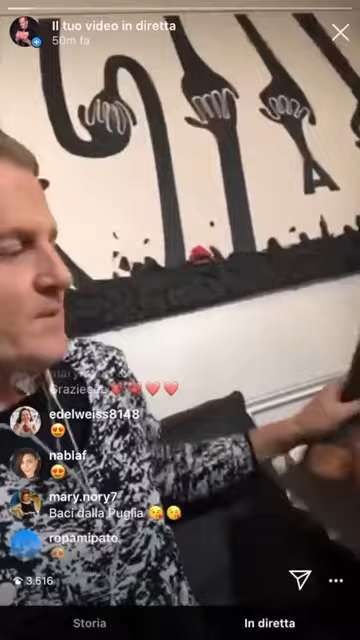 Il tuo video in diretta
50m fa
Grazieee❤️❤️❤️❤️
edelweiss8148
😍
nablaf
😍
mary.nory7
Baci dalla Puglia 😘😘
ropamipato
3.516
Storia
In diretta